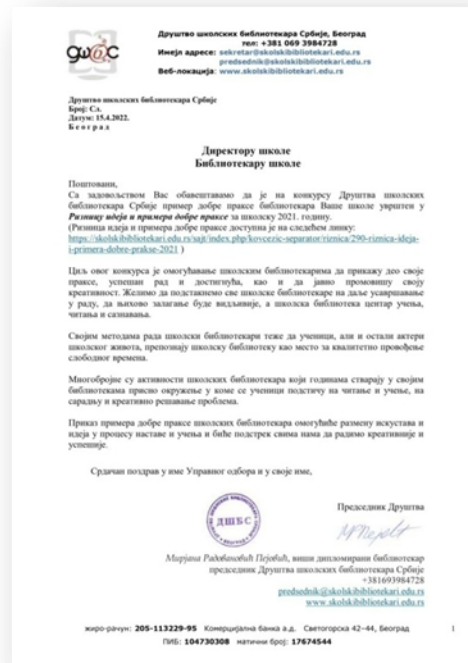 Друштво школских библиотекара Србије, Београд
тел: +381 069 3984728
Имејл адресе: sekretar@skolskibibliotekari.edu.rs
predsednik@skolskibibliotekari.edu.rs
Веб-локација: www.skolskibibliotekari.edu.rs
Друштво школских библиотекара Србије
Број: Сл.
Датум: 15.4.2022.
Београд
Директору школе
Библиотекару школе
Поштовани,
Са задовољством Вас обавештавамо да је на конкурсу Друштва школских
библиотекара Србије пример добре праксе библиотекара Ваше школе уврштен у
Ризницу идеја и примера добре праксе за школску 2021. годину.
(Ризница идеја и примера добре праксе доступна је на следећем линку:
https://skolskibibliotekari.edu.rs/sajt/index.php/kovcezic-separator/riznica/290-riznica-ideja-
i-primera-dobre-prakse-2021 )
Циљ овог конкурса је омогућавање школским библиотекарима да прикажу део своје
праксе, успешан рад и достигнућа, као и да јавно промовишу своју
креативност. Желимо да подстакнемо све школске библиотекаре на даље усавршавање
у раду, да њихово залагање буде видљивије, а школска библиотека центар учења,
читања и сазнавања.
Својим методама рада школски библиотекари теже да ученици, али и остали актери
школског живота, препознају школску библиотеку као место за квалитетно провођење
слободног времена.
Многобројне су активности школских библиотекара који годинама стварају у својим
библиотекама присно окружење у коме се ученици подстичу на читање и учење, на
сарадњу и креативно решавање проблема.
Приказ примера добре праксе школских библиотекара омогућиће размену искустава и
идеја у процесу наставе и учења и биће подстрек свима нама да радимо креативније и
успешније.
Срдачан поздрав у име Управног одбора и у своје име,
ДШБС
Председник Друштва
Мирјана Радовановић Пејовић, виши дипломирани библиотекар
председник Друштва школских библиотекара Србије
+381693984728
predsednik@skolskibibliotekari.edu.rs
www.skolskibibliotekari.edu.rs
жиро-рачун: 205-113229-95 Комерцијална банка а.д. Светогорска 42-44, Београд
1
ПИБ: 104730308 матични број: 17674544